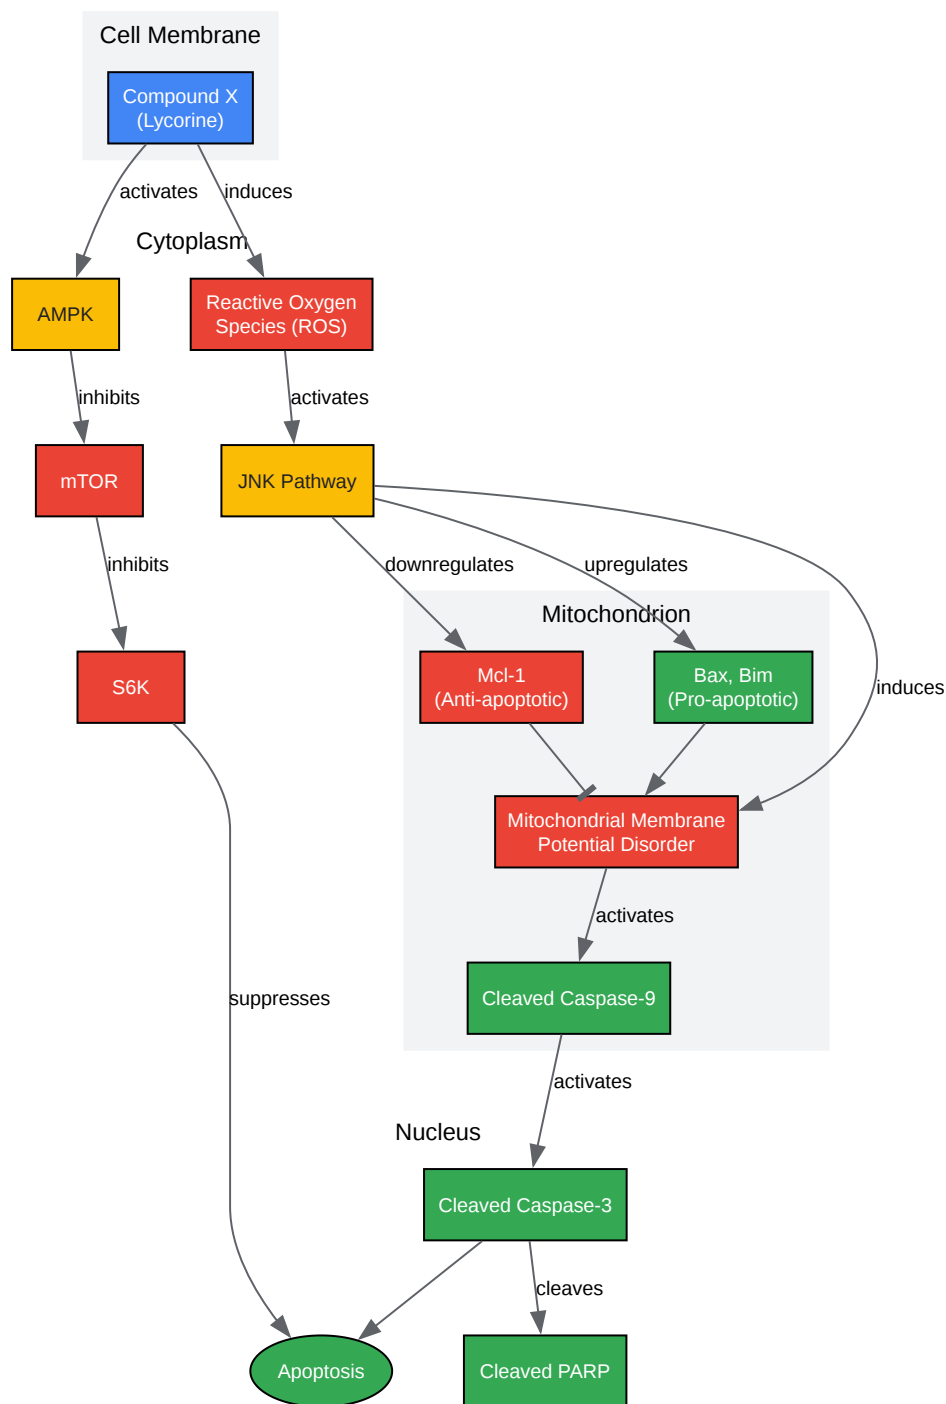 Cell Membrane
Compound X
(Lycorine)
activates
induces
Cytoplasm
AMPK
Reactive Oxygen
Species (ROS)
inhibits
activates
mTOR
JNK Pathway
inhibits
downregulates
upregulates
Mitochondrion
S6K
Mcl-1
(Anti-apoptotic)
Bax, Bim
(Pro-apoptotic)
induces
Mitochondrial Membrane
Potential Disorder
activates
suppresses
Cleaved Caspase-9
activates
Nucleus
Cleaved Caspase-3
cleaves
Apoptosis
Cleaved PARP